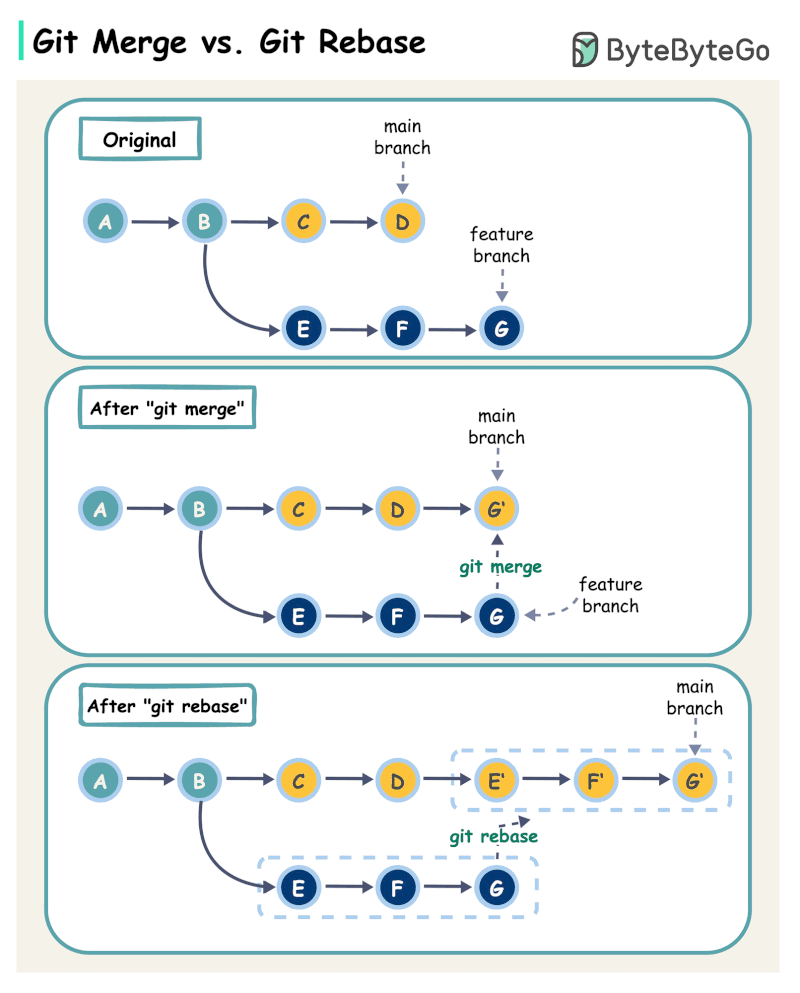 Git Merge vs. Git Rebase
ByteByteGo
Original
main
branch
A
B
C
D
feature
branch
E
F
G
After "git merge"
main
branch
A
B
C
D
G'
git merge
feature
branch
E
F
G
After "git rebase"
main
branch
A
B
C
D
E'
F'
G'
git rebase
E
F
G